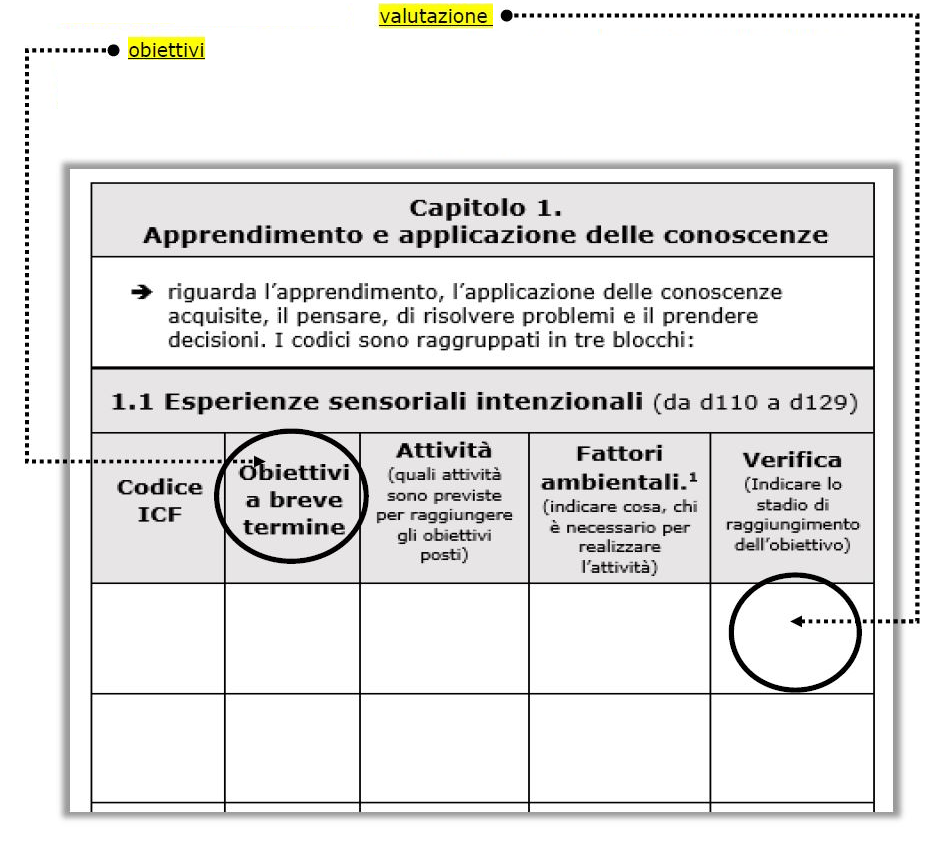 valutazione
obiettivi
Capitolo 1.
Apprendimento e applicazione delle conoscenze
➔ riguarda l'apprendimento, l'applicazione delle conoscenze
acquisite, il pensare, di risolvere problemi e il prendere
decisioni. I codici sono raggruppati in tre blocchi:
1.1 Esperienze sensoriali intenzionali (da d110 a d129)
Codice
ICF
Obiettivi
a breve
termine
Attività
(quali attività
sono previste
per raggiungere
gli obiettivi
posti)
Fattori
ambientali.¹
(indicare cosa, chi
è necessario per
realizzare
l'attività)
Verifica
(Indicare lo
stadio di
raggiungimento
dell'obiettivo)